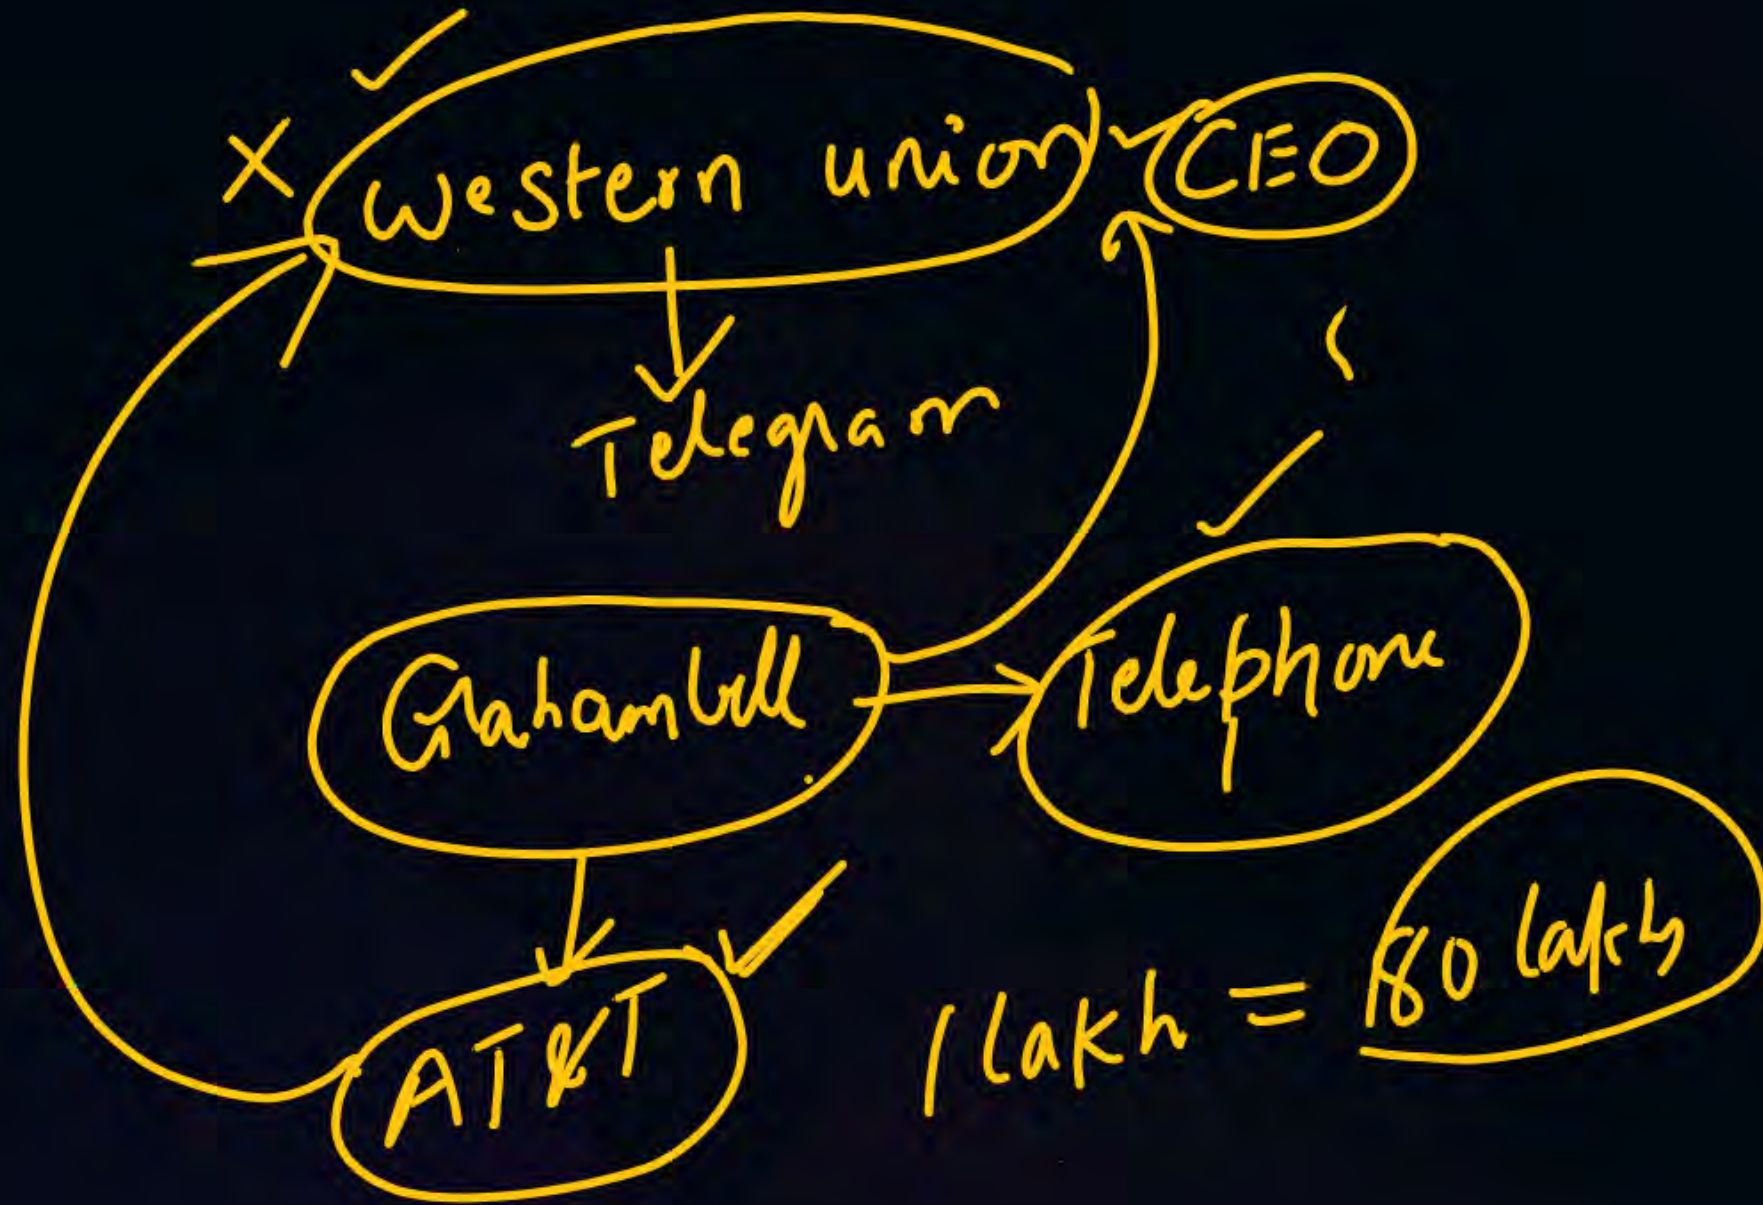 Western union CEO
Telegram
Grahambell Telephone
AT&T
1 lakh = 80 lakh